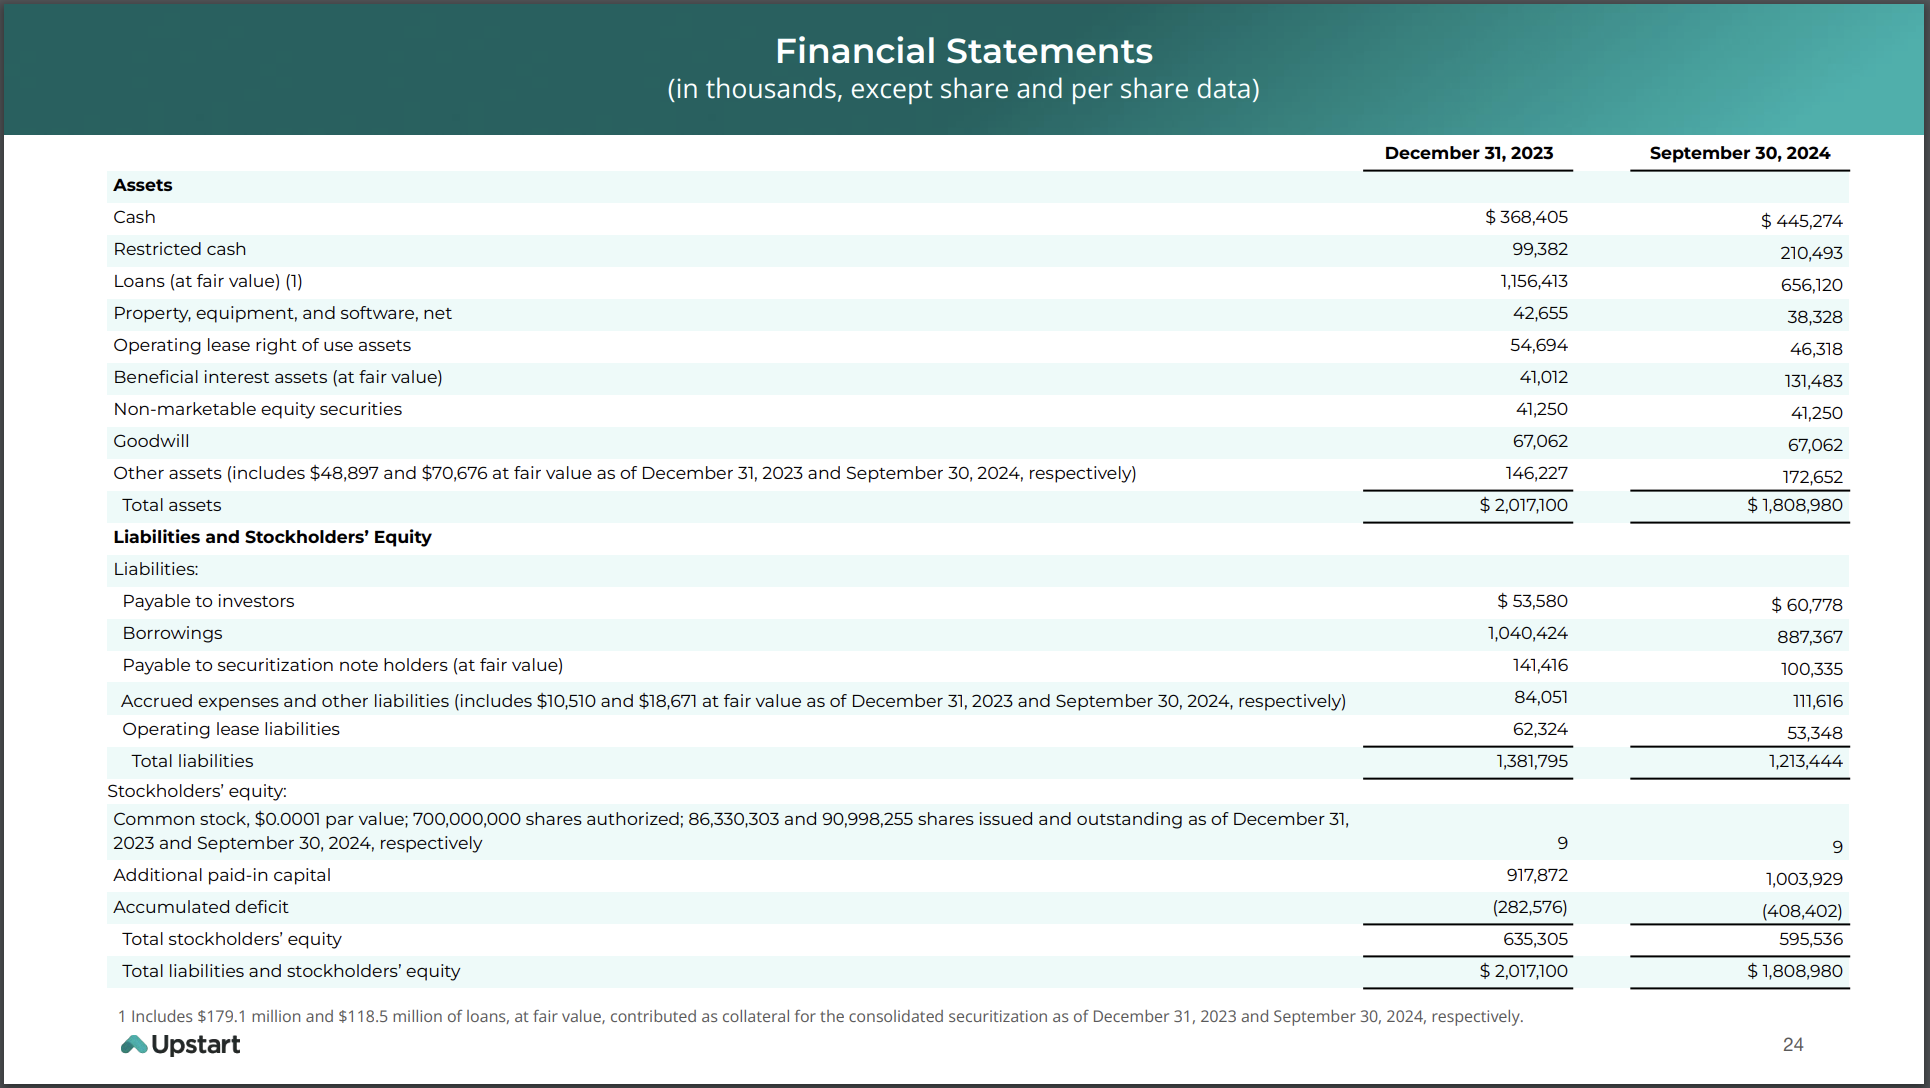 Financial Statements
(in thousands, except share and per share data)
December 31, 2023 September 30, 2024
Assets
Cash $ 368,405 $ 445,274
Restricted cash 99,382 210,493
Loans (at fair value) (1) 1,156,413 656,120
Property, equipment, and software, net 42,655 38,328
Operating lease right of use assets 54,694 46,318
Beneficial interest assets (at fair value) 41,012 131,483
Non-marketable equity securities 41,250 41,250
Goodwill 67,062 67,062
Other assets (includes $48,897 and $70,676 at fair value as of December 31, 2023 and September 30, 2024, respectively) 146,227 172,652
Total assets $ 2,017,100 $ 1,808,980
Liabilities and Stockholders’ Equity
Liabilities:
Payable to investors $ 53,580 $ 60,778
Borrowings 1,040,424 887,367
Payable to securitization note holders (at fair value) 141,416 100,335
Accrued expenses and other liabilities (includes $10,510 and $18,671 at fair value as of December 31, 2023 and September 30, 2024, respectively) 84,051 111,616
Operating lease liabilities 62,324 53,348
Total liabilities 1,381,795 1,213,444
Stockholders’ equity:
Common stock, $0.0001 par value; 700,000,000 shares authorized; 86,330,303 and 90,998,255 shares issued and outstanding as of December 31,
2023 and September 30, 2024, respectively 9 9
Additional paid-in capital 917,872 1,003,929
Accumulated deficit (282,576) (408,402)
Total stockholders’ equity 635,305 595,536
Total liabilities and stockholders’ equity $ 2,017,100 $ 1,808,980
1 Includes $179.1 million and $118.5 million of loans, at fair value, contributed as collateral for the consolidated securitization as of December 31, 2023 and September 30, 2024, respectively.
Upstart 24